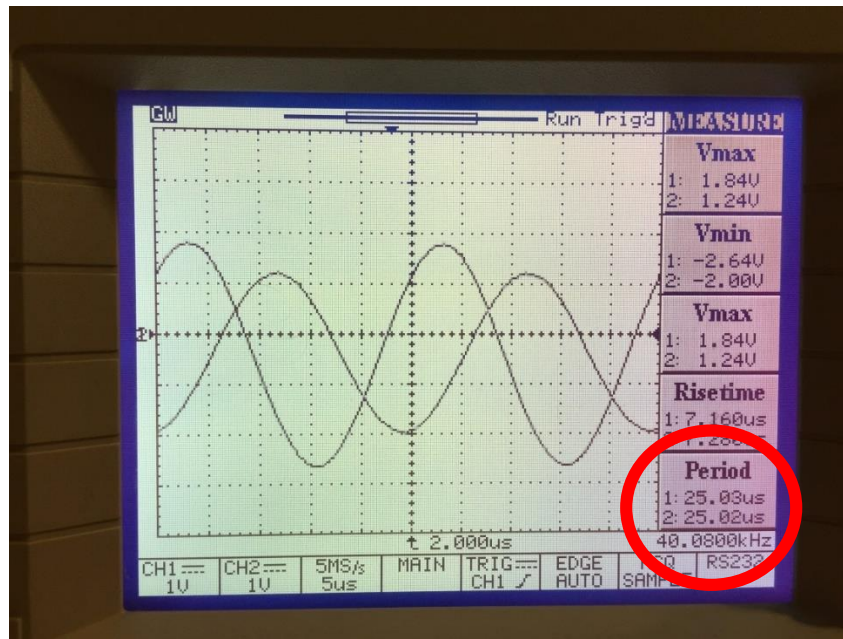 GW Run Trig'd MEASURE
Vmax
1: 1.84V
2: 1.24V
Vmin
1: -2.64V
2: -2.00V
Vmax
1: 1.84V
2: 1.24V
Risetime
1: 7.160us
Period
1: 25.03us
2: 25.02us
2.000us 40.0800kHz
CH1 CH2 5MS/s MAIN TRIG EDGE RS232
1V 1V 5us CH1 AUTO